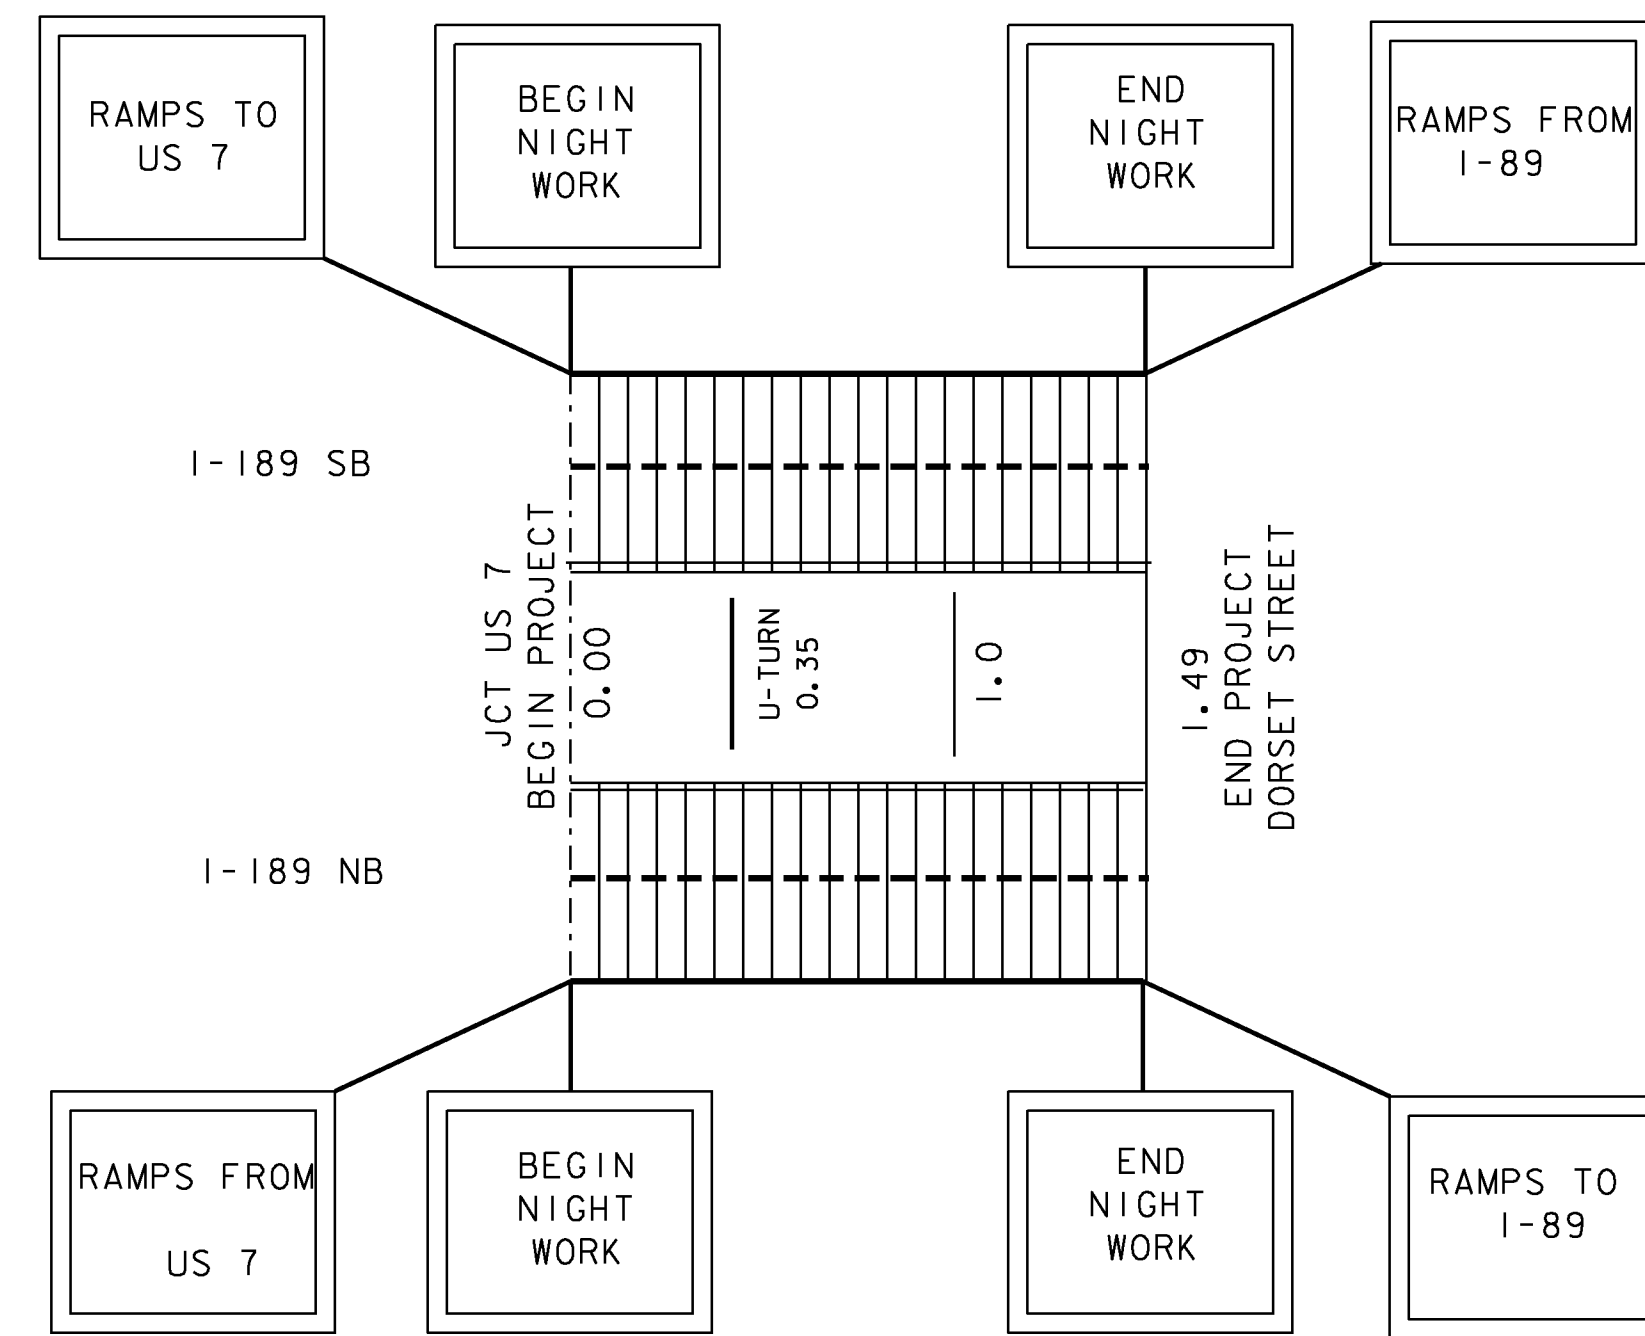 RAMPS TO
US 7
BEGIN
NIGHT
WORK
END
NIGHT
WORK
RAMPS FROM
I-89
I-189 SB
JCT US 7
BEGIN PROJECT
0.00
U-TURN
0.35
1.0
1.49
END PROJECT
DORSET STREET
I-189 NB
RAMPS FROM
US 7
BEGIN
NIGHT
WORK
END
NIGHT
WORK
RAMPS TO
I-89